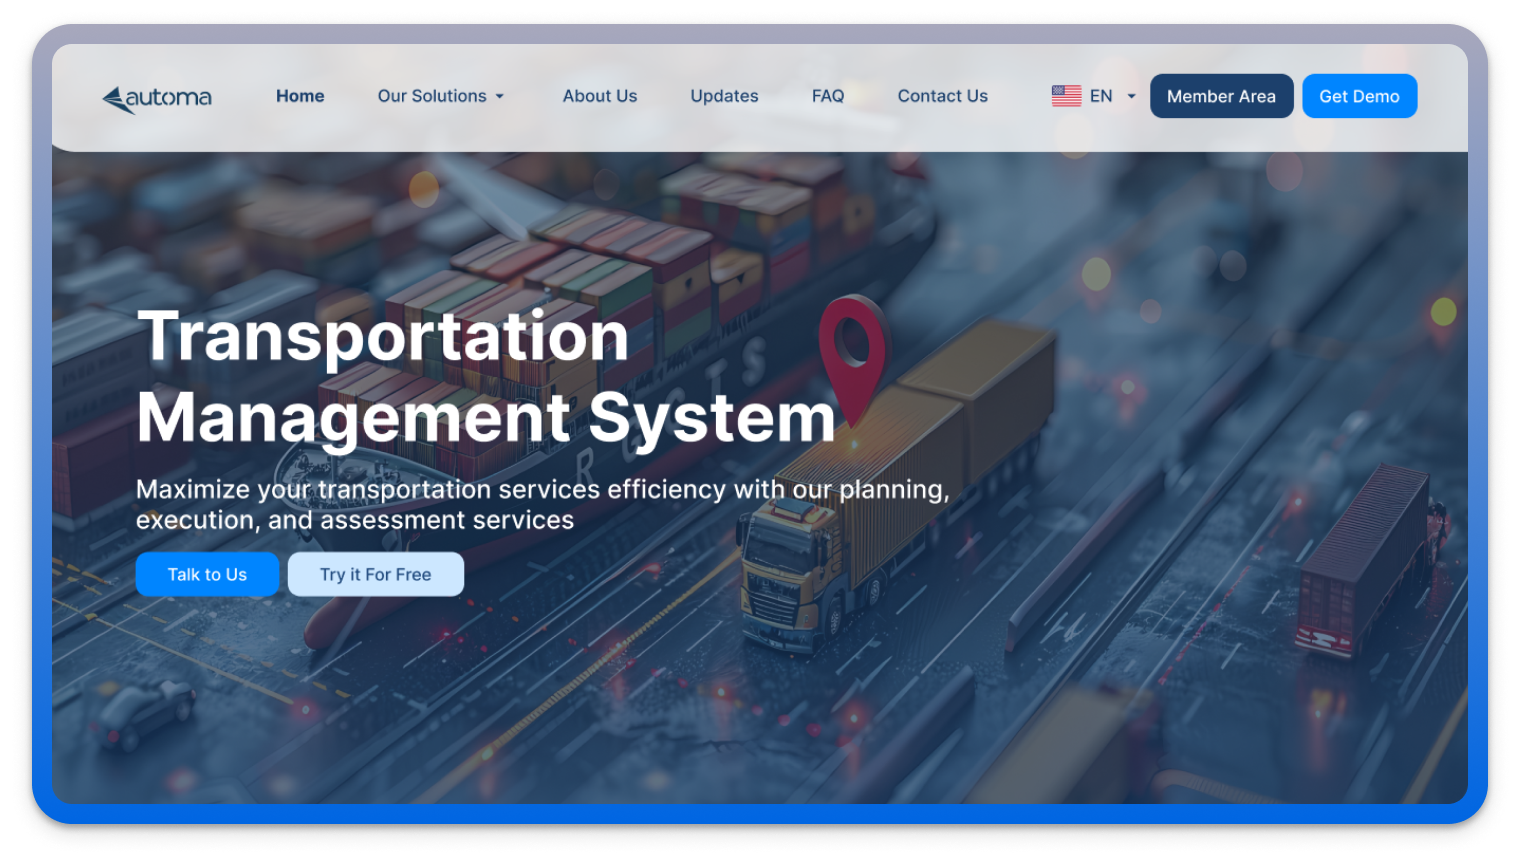 automa
Home
Our Solutions
About Us
Updates
FAQ
Contact Us
EN
Member Area
Get Demo
Transportation
Management System
Maximize your transportation services efficiency with our planning,
execution, and assessment services
Talk to Us
Try it For Free